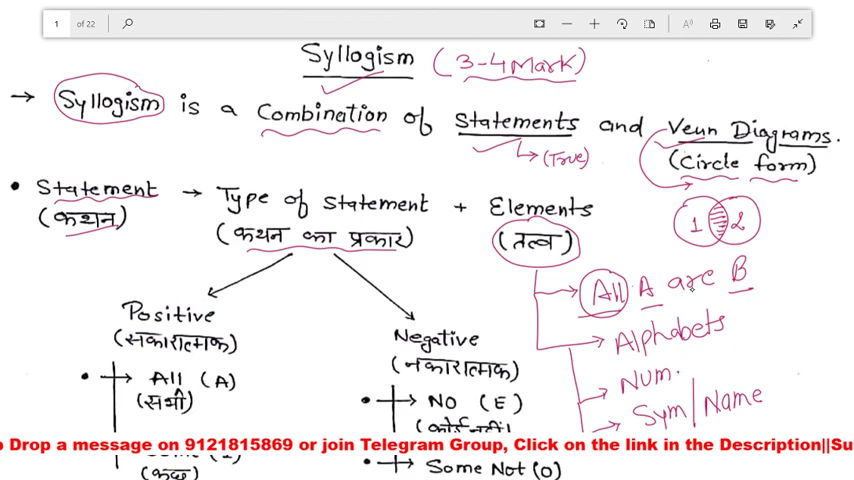 1 of 22
Syllogism (3-4 Mark)
→ Syllogism is a Combination of Statements and Venn Diagrams.
→(True)
(Circle form)
1 2
• Statement → Type of statement + Elements
(कथन) (कथन का प्रकार) (तत्व)
All A are B
Alphabets
Num.
Sym/Name
Positive
(सकारात्मक)
Negative
(नकारात्मक)
• → All (A)
(सभी)
• → NO (E)
(कोई नहीं)
Drop a message on 9121815869 or join Telegram Group, Click on the link in the Description||Su
Some (I)
(कुछ)
• → Some Not (O)